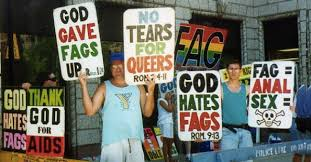 GOD
GAVE
FAGS
UP
NO
TEARS
FOR
QUEERS
FAG
GOD
HATES
FAGS
ROM. 9:13
FAG =
ANAL
SEX =
GOD
HATES
FAGS
THANK
GOD
FOR
AIDS